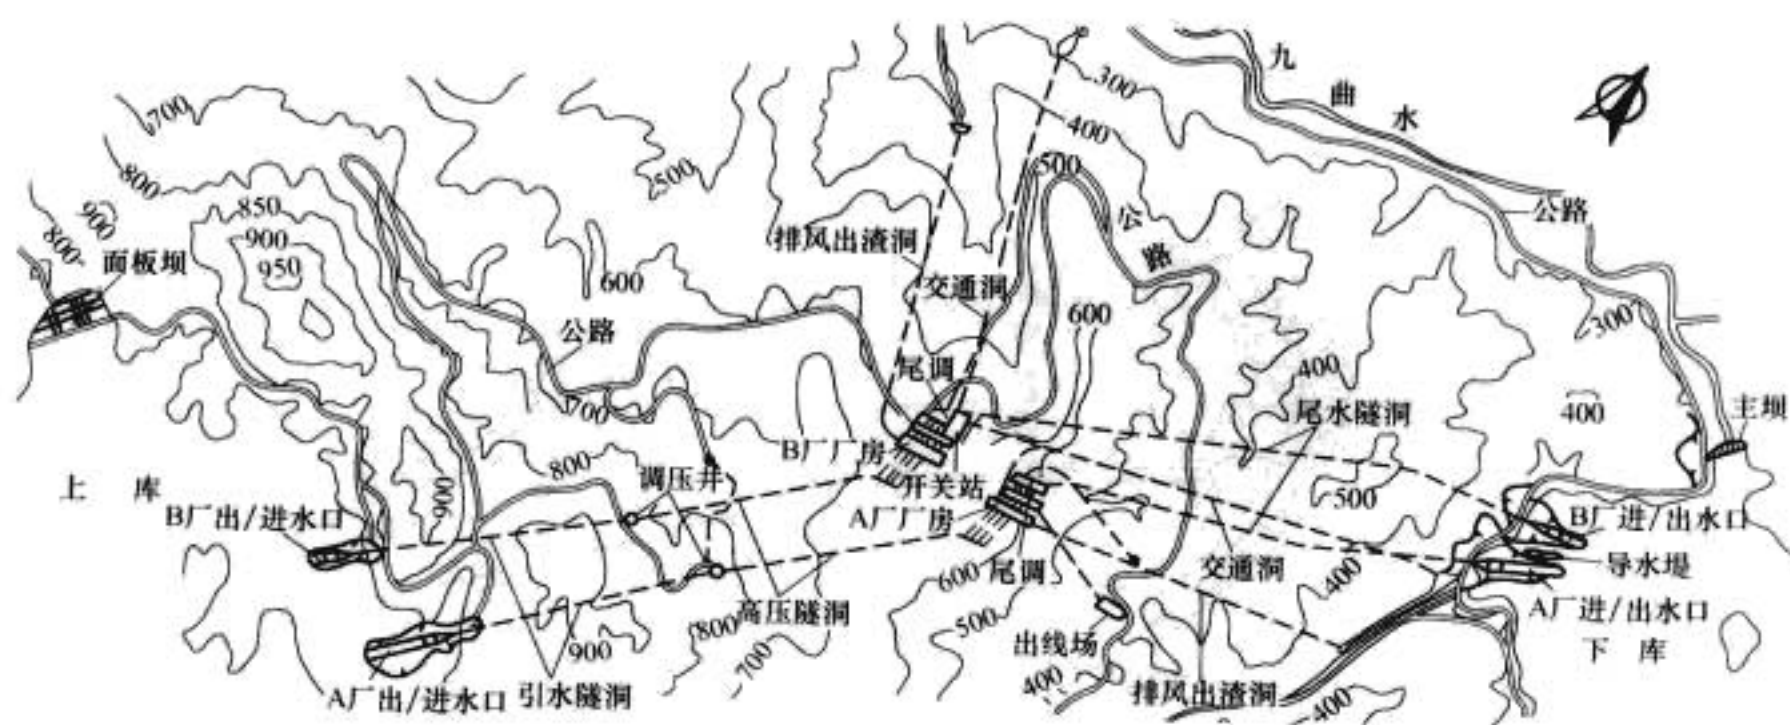 九
曲
水
300
700
400
500
500
800
850
900
900
800
950
面板坝
公路
公
路
排风出渣洞
交通洞
600
600
公路
300
尾调
400
700
尾水隧洞
400
主坝
B厂厂房
800
调压井
开关站
500
上 库
900
B厂出/进水口
A厂厂房
B厂进/出水口
600
尾调
交通洞
400
导水堤
高压隧洞
800
500
A厂进/出水口
出线场
下 库
900
700
400
A厂出/进水口
引水隧洞
排风出渣洞
400